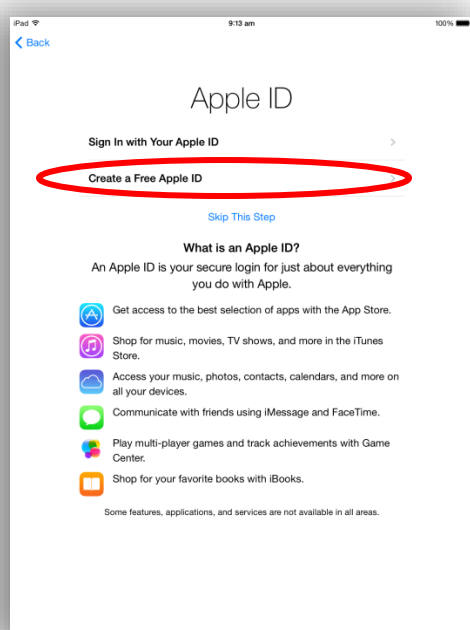 iPad 9:13 am 100%
Back
Apple ID
Sign In with Your Apple ID
Create a Free Apple ID
Skip This Step
What is an Apple ID?
An Apple ID is your secure login for just about everything
you do with Apple.
Get access to the best selection of apps with the App Store.
Shop for music, movies, TV shows, and more in the iTunes
Store.
Access your music, photos, contacts, calendars, and more on
all your devices.
Communicate with friends using iMessage and FaceTime.
Play multi-player games and track achievements with Game
Center.
Shop for your favorite books with iBooks.
Some features, applications, and services are not available in all areas.